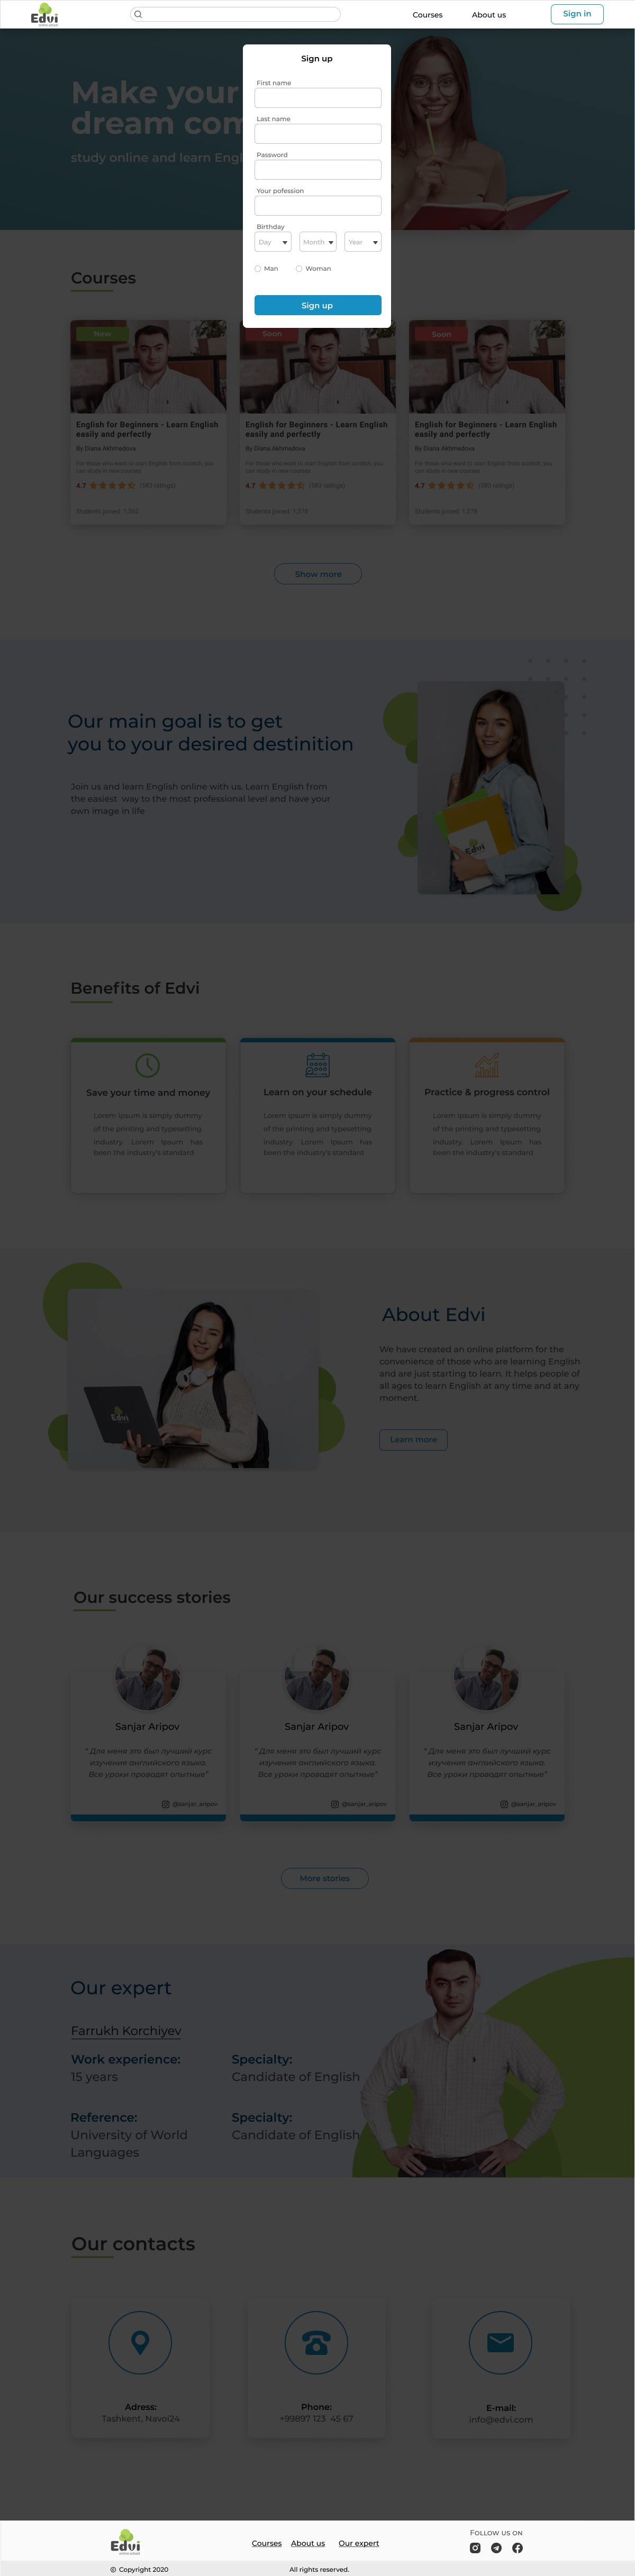 Edvi
Courses
About us
Sign in
Make your
dream com
study online and learn Engl
Sign up
First name
Last name
Password
Your pofession
Birthday
Day
Month
Year
Man
Woman
Sign up
Courses
New
Soon
Soon
English for Beginners - Learn English
easily and perfectly
By Diana Akhmedova
For those who want to start English from scratch, you
can study in new courses
4.7
(583 ratings)
Students joined:
English for Beginners - Learn English
easily and perfectly
By Diana Akhmedova
For those who want to start English from scratch, you
can study in new courses
4.7
(583 ratings)
Students joined:
English for Beginners - Learn English
easily and perfectly
By Diana Akhmedova
For those who want to start English from scratch, you
can study in new courses
4.7
(583 ratings)
Students joined:
Show more
Our main goal is to get
you to your desired destinition
Join us and learn English online with us. Learn English from
the easiest way to the most professional level and have your
own image in life
Edvi
Benefits of Edvi
Save your time and money
Lorem Ipsum is simply dummy
of the printing and typesetting
industry. Lorem Ipsum has
been the industry's standard
Learn on your schedule
Lorem Ipsum is simply dummy
of the printing and typesetting
industry. Lorem Ipsum has
been the industry's standard
Practice & progress control
Lorem Ipsum is simply dummy
of the printing and typesetting
industry. Lorem Ipsum has
been the industry's standard
Edvi
About Edvi
We have created an online platform for the
convenience of those who are learning English
and are just starting to learn. It helps people of
all ages to learn English at any time and at any
moment.
Learn more
Our success stories
Sanjar Aripov
“ Для меня это был лучший курс
изучения английского языка.
Все уроки проводят опытные”
@sanjar_aripov
Sanjar Aripov
“ Для меня это был лучший курс
изучения английского языка.
Все уроки проводят опытные”
@sanjar_aripov
Sanjar Aripov
“ Для меня это был лучший курс
изучения английского языка.
Все уроки проводят опытные”
@sanjar_aripov
More stories
Our expert
Farrukh Korchiyev
Work experience:
15 years
Specialty:
Candidate of English
Reference:
University of World
Languages
Specialty:
Candidate of English
Our contacts
Adress:
Tashkent, Navoi24
Phone:
+99897 123 45 67
E-mail:
info@edvi.com
Edvi
online school
Courses
About us
Our expert
Follow us on
© Copyright 2020
All rights reserved.